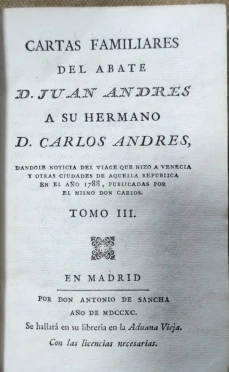 CARTAS FAMILIARES
DEL ABATE
D. JUAN ANDRES
A SU HERMANO
D. CARLOS ANDRES,
DANDOLE NOTICIA DEL VIAGE QUE HIZO A VENECIA
Y OTRAS CIUDADES DE AQUELLA REPUBLICA
EN EL AÑO 1788, PUBLICADAS POR
EL MISMO DON CARLOS.
TOMO III.
EN MADRID
POR DON ANTONIO DE SANCHA
AÑO DE MDCCXC.
Se hallará en su libreria en la Aduana Vieja.
Con las licencias necesarias.